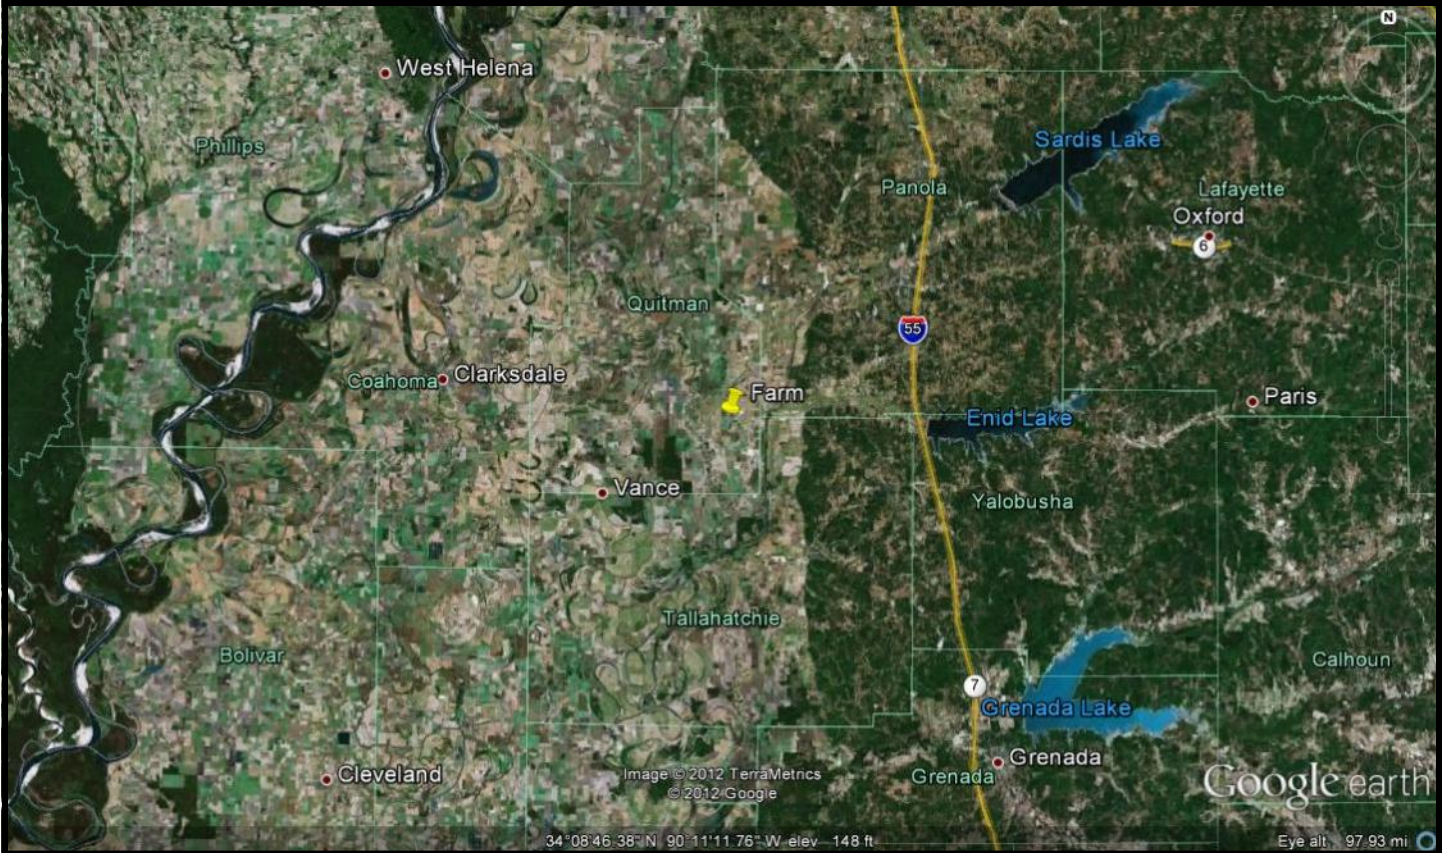 N
West Helena
Phillips
Sardis Lake
Panola
Lafayette
Oxford
6
Quitman
55
Coahoma
Clarksdale
Farm
Paris
Enid Lake
Vance
Yalobusha
Tallahatchie
Bolivar
Calhoun
7
Grenada Lake
Grenada
Cleveland
Grenada
Image © 2012 TerraMetrics
© 2012 Google
Google earth
34°08'46.38" N 90°11'11.76" W elev 148 ft
Eye alt 97.93 mi